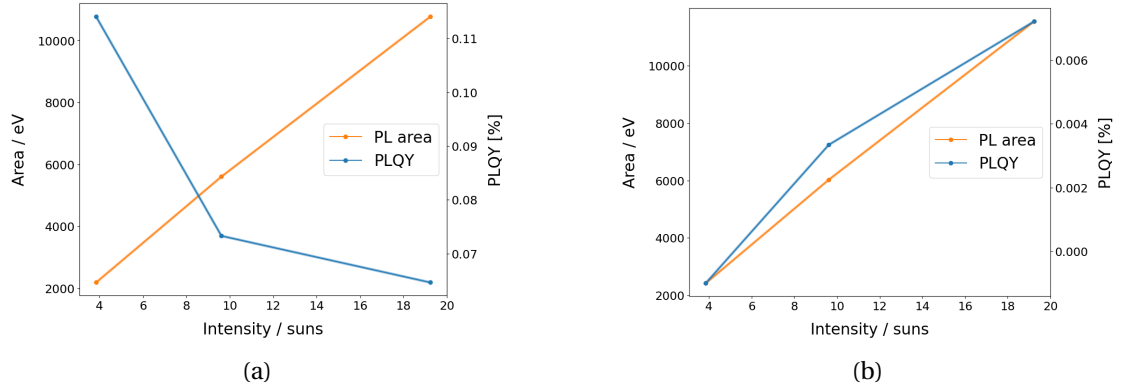 10000
8000
6000
4000
2000
Area / eV
4 6 8 10 12 14 16 18 20
Intensity / suns
0.11
0.10
0.09
0.08
0.07
PLQY [%]
PL area
PLQY
(a)
10000
8000
6000
4000
2000
Area / eV
4 6 8 10 12 14 16 18 20
Intensity / suns
0.006
0.004
0.002
0.000
PLQY [%]
PL area
PLQY
(b)